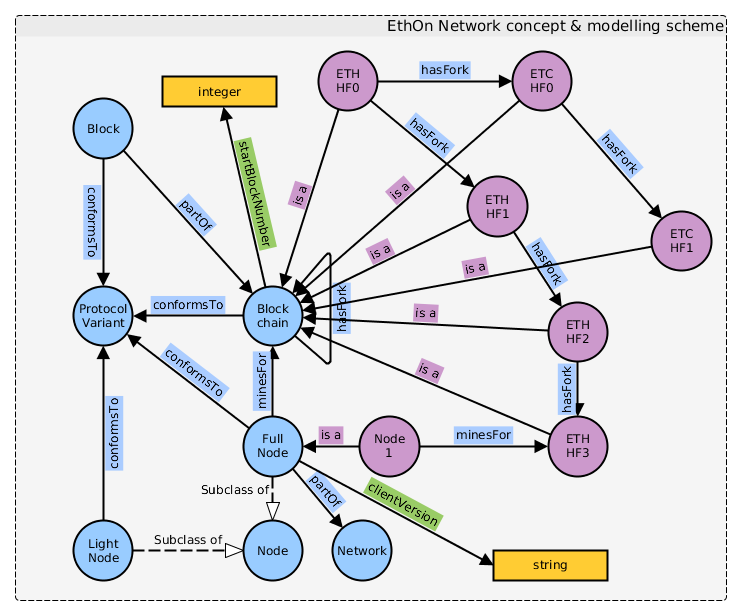 EthOn Network concept & modelling scheme
ETH
HF0
hasFork
ETC
HF0
integer
Block
hasFork
hasFork
startBlockNumber
is a
is a
conformsTo
partOf
ETH
HF1
ETC
HF1
is a
is a
hasFork
Protocol
Variant
conformsTo
Block
chain
hasFork
is a
ETH
HF2
conformsTo
minesFor
is a
hasFork
conformsTo
Full
Node
is a
Node
1
minesFor
ETH
HF3
Subclass of
partOf
clientVersion
Light
Node
Subclass of
Node
Network
string